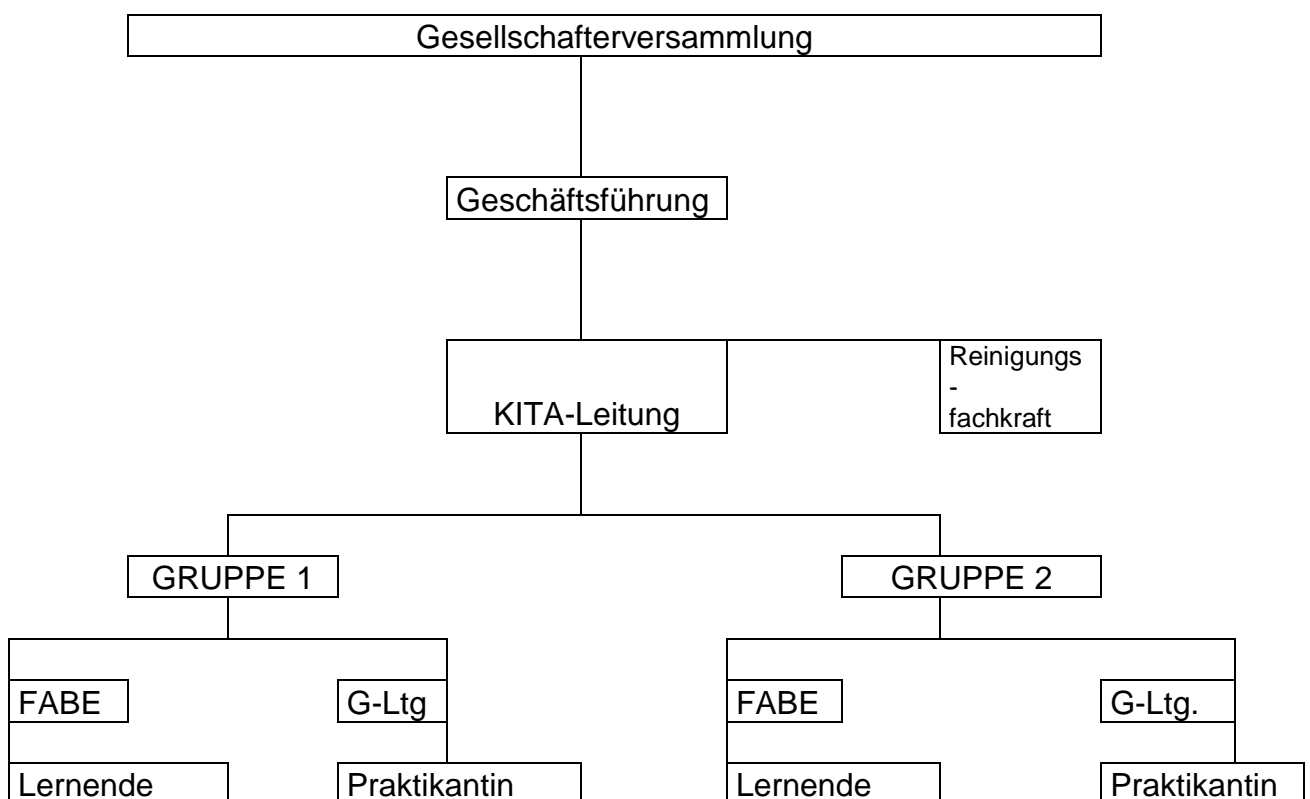 Gesellschafterversammlung
Geschäftsführung
Reinigungs
-
fachkraft
KITA-Leitung
GRUPPE 1
GRUPPE 2
FABE
G-Ltg
FABE
G-Ltg.
Lernende
Praktikantin
Lernende
Praktikantin